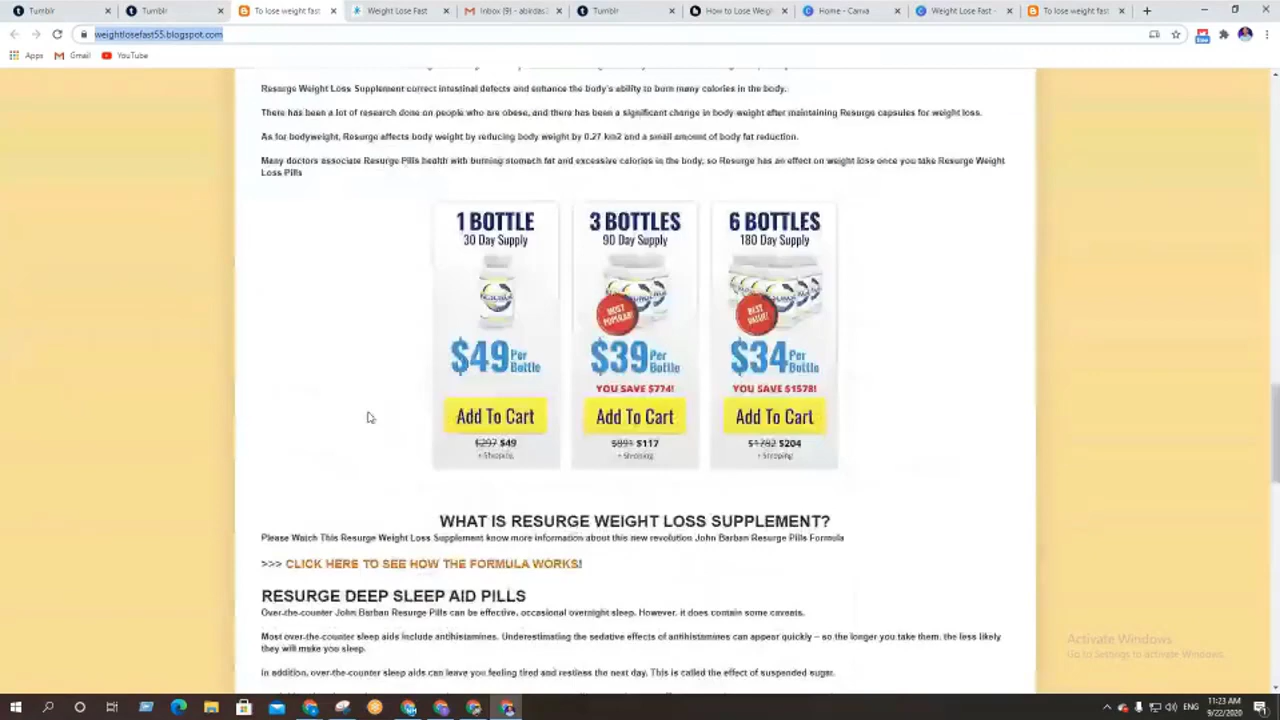 Tumblr
Tumblr
To lose weight fast
Weight Lose Fast
Inbox (9) - abirdas
Tumblr
How to Lose Weigh
Home - Canva
Weight Lose Fast -
To lose weight fast
weightlosefast55.blogspot.com
Apps
Gmail
YouTube
Resurge Weight Loss Supplement correct intestinal defects and enhance the body's ability to burn many calories in the body.
There has been a lot of research done on people who are obese, and there has been a significant change in body weight after maintaining Resurge capsules for weight loss.
As for bodyweight, Resurge affects body weight by reducing body weight by 0.27 km2 and a small amount of body fat reduction.
Many doctors associate Resurge Pills health with burning stomach fat and excessive calories in the body, so Resurge has an effect on weight loss once you take Resurge Weight
Loss Pills
1 BOTTLE
30 Day Supply
$49 Per Bottle
Add To Cart
$297 $49
+ Shipping
3 BOTTLES
90 Day Supply
MOST POPULAR!
$39 Per Bottle
YOU SAVE $774!
Add To Cart
$891 $117
+ Shipping
6 BOTTLES
180 Day Supply
BEST VALUE!
$34 Per Bottle
YOU SAVE $1578!
Add To Cart
$1782 $204
+ Shipping
WHAT IS RESURGE WEIGHT LOSS SUPPLEMENT?
Please Watch This Resurge Weight Loss Supplement know more information about this new revolution John Barban Resurge Pills Formula
>>> CLICK HERE TO SEE HOW THE FORMULA WORKS!
RESURGE DEEP SLEEP AID PILLS
Over-the-counter John Barban Resurge Pills can be effective, occasional overnight sleep. However, it does contain some caveats.
Most over-the-counter sleep aids include antihistamines. Underestimating the sedative effects of antihistamines can appear quickly – so the longer you take them, the less likely
they will make you sleep.
In addition, over-the-counter sleep aids can leave you feeling tired and restless the next day. This is called the effect of suspended sugar.
Activate Windows
Go to Settings to activate Windows.
ENG
11:23 AM
9/22/2020